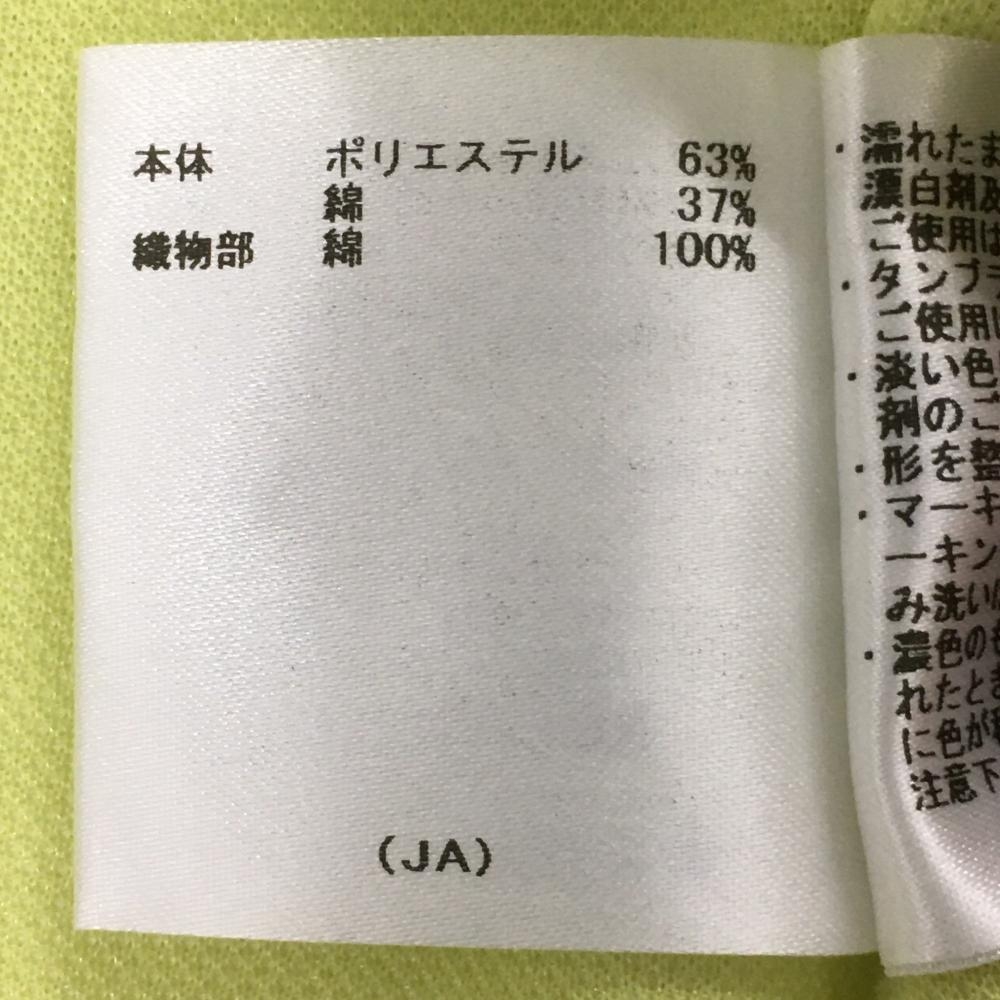 本体 ポリエステル 63%
綿 37%
織物部 綿 100%
(JA)
・濡れたま
漂白剤及
ご使用は
・タンブラ
ご使用は
・淡い色
剤のご
・形を整
・マーキ
ーキン
み洗い
・濃色の
れたとき
に色が
注意下